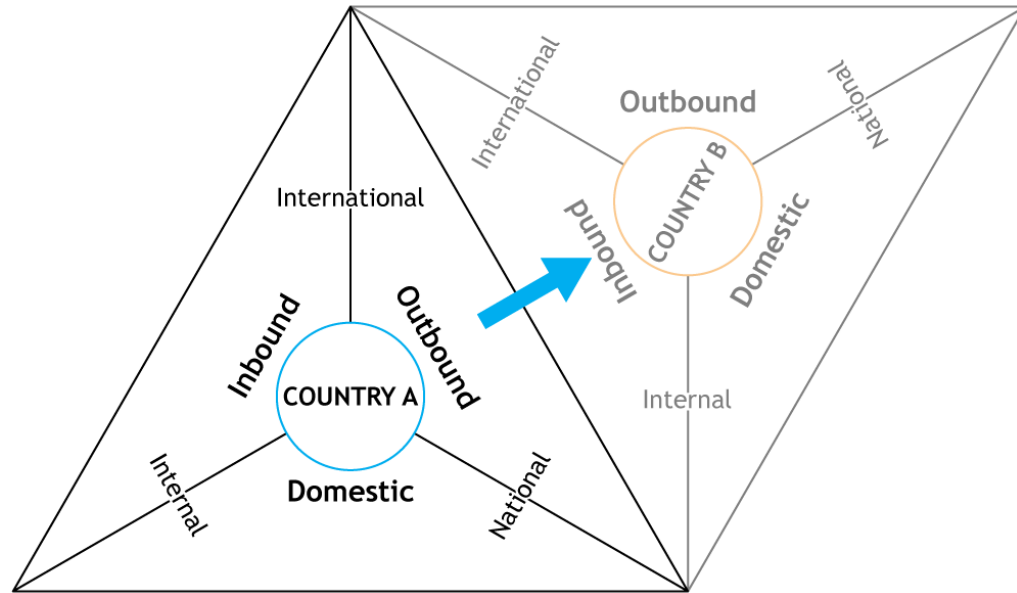 International
National
Outbound
COUNTRY B
Inbound
Domestic
Internal
International
Inbound
Outbound
COUNTRY A
Domestic
Internal
National